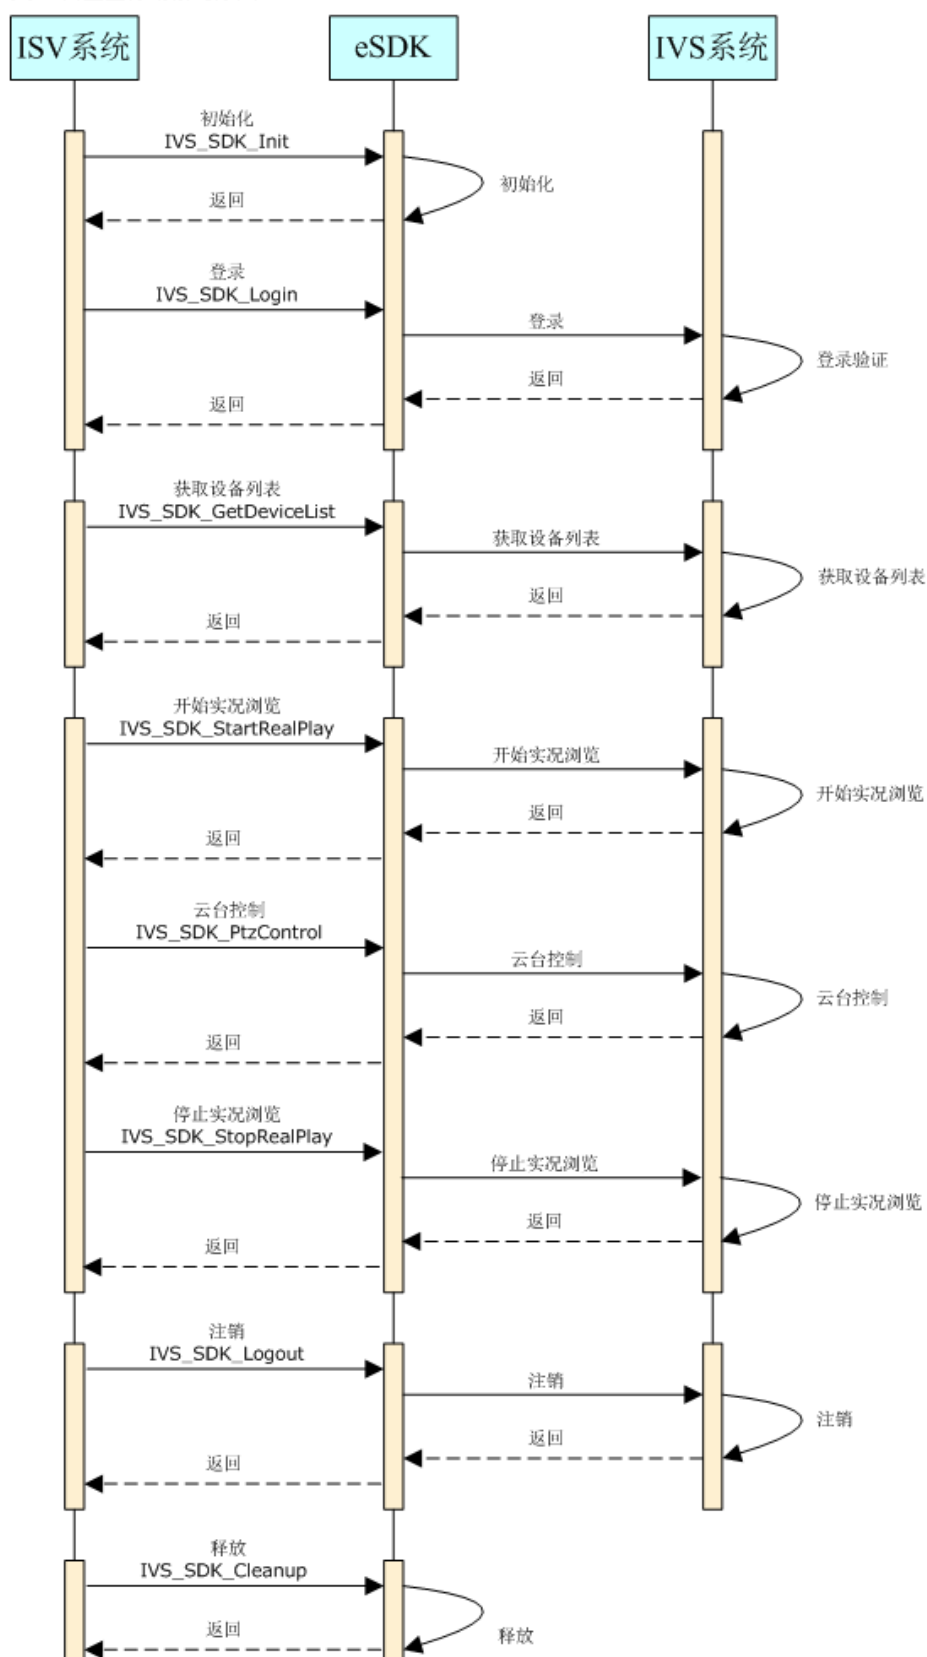 ISV系统
eSDK
IVS系统
初始化
IVS_SDK_Init
初始化
返回
登录
IVS_SDK_Login
登录
登录验证
返回
返回
获取设备列表
IVS_SDK_GetDeviceList
获取设备列表
获取设备列表
返回
返回
开始实况浏览
IVS_SDK_StartRealPlay
开始实况浏览
开始实况浏览
返回
返回
云台控制
IVS_SDK_PtzControl
云台控制
云台控制
返回
返回
停止实况浏览
IVS_SDK_StopRealPlay
停止实况浏览
停止实况浏览
返回
返回
注销
IVS_SDK_Logout
注销
注销
返回
返回
释放
IVS_SDK_Cleanup
返回
释放